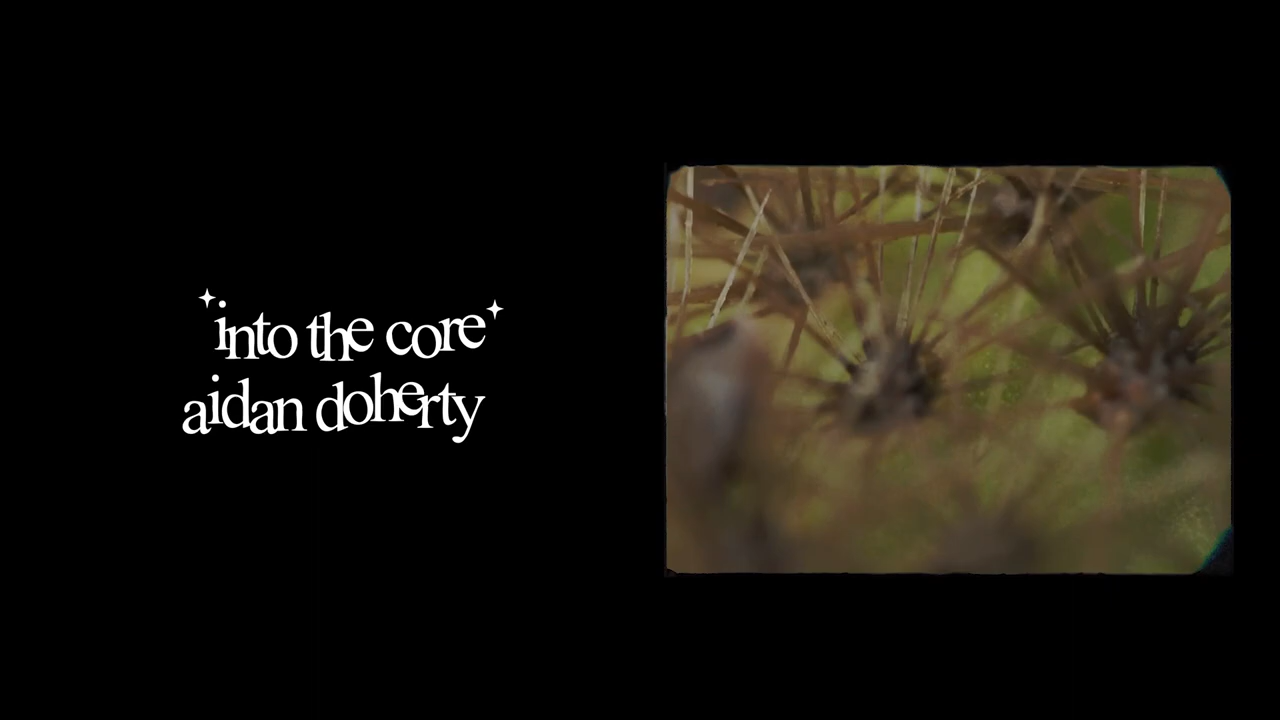 into the core
aidan doherty